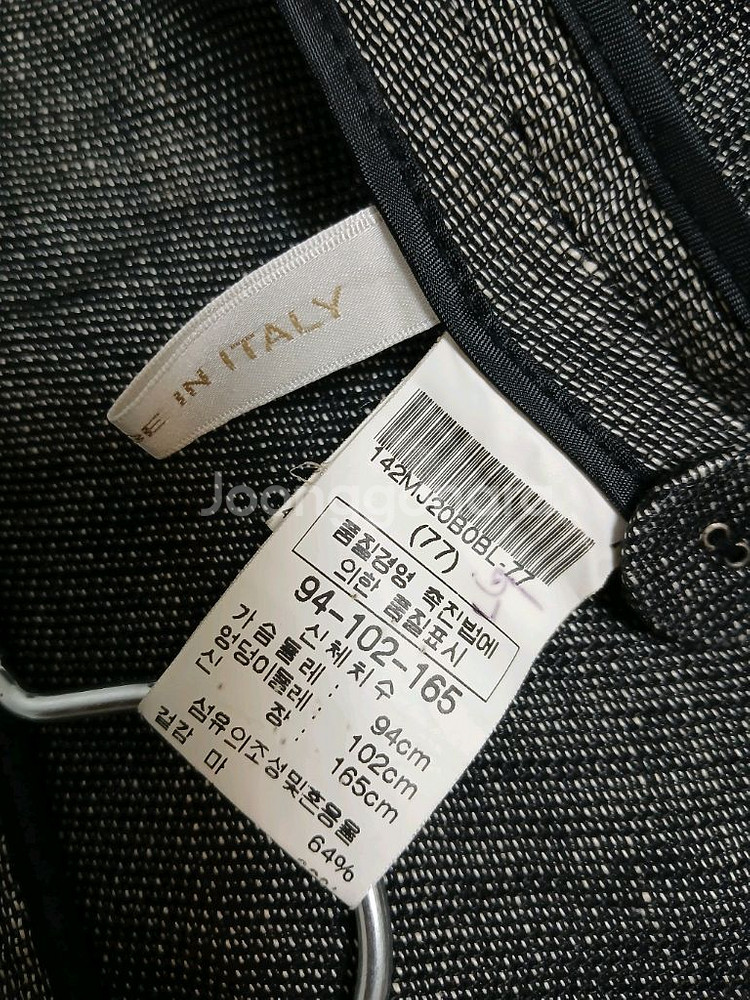 IN ITALY
142MJ20B0BL-77
(77)
품질경영 촉진법에
의한 품질표시
94-102-165
신체치수
가슴둘레: 94cm
엉덩이둘레: 102cm
신 장: 165cm
섬유의조성및혼용율
겉감
마 64%